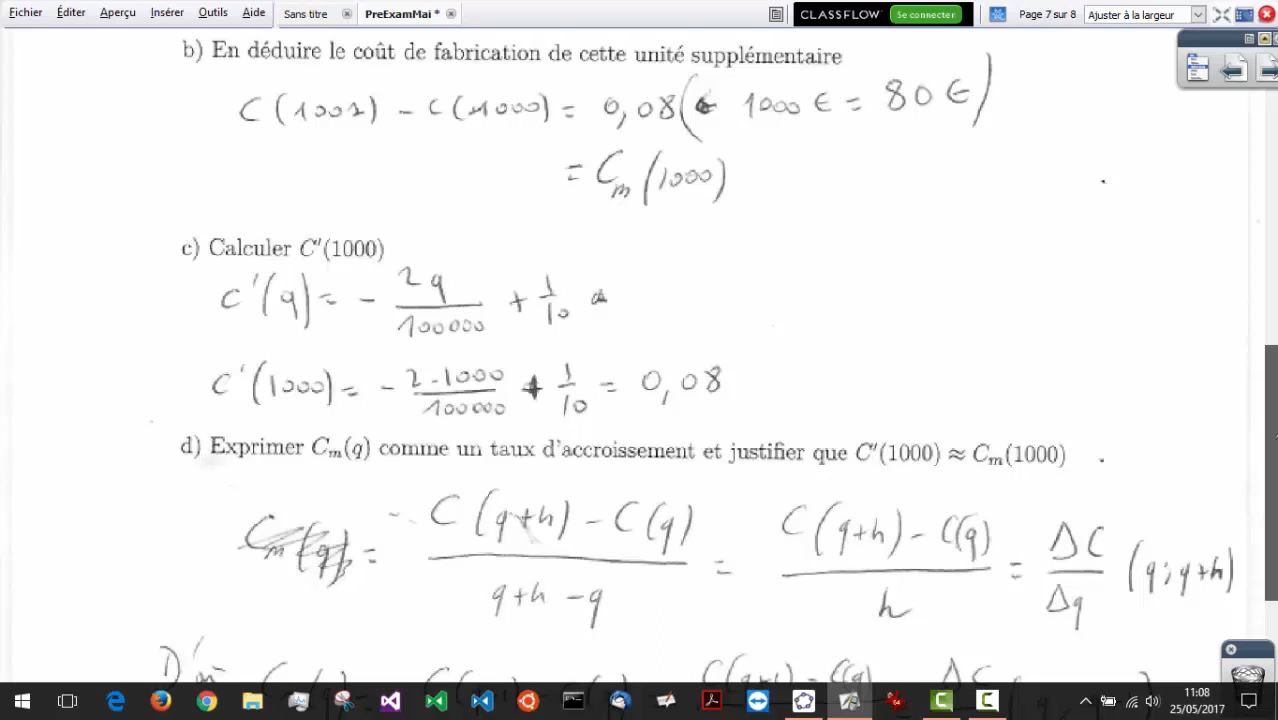 Fichier Éditer Aperçu Insérer Outils Aide Sans titre PreExamMai * CLASSFLOW Se connecter Page 7 sur 8 Ajuster à la largeur
b) En déduire le coût de fabrication de cette unité supplémentaire
C(1001) - C(1000) = 0,08 ( 1000 € = 80 €)
= Cm(1000)
c) Calculer C'(1000)
C'(q) = - 2q/100000 + 1/10
C'(1000) = - 2·1000/100000 + 1/10 = 0,08
d) Exprimer Cm(q) comme un taux d'accroissement et justifier que C'(1000) ≈ Cm(1000)
= C(q+h) - C(q)/q+h-q = C(q+h) - C(q)/h = ΔC/Δq (q; q+h)
11:08
25/05/2017